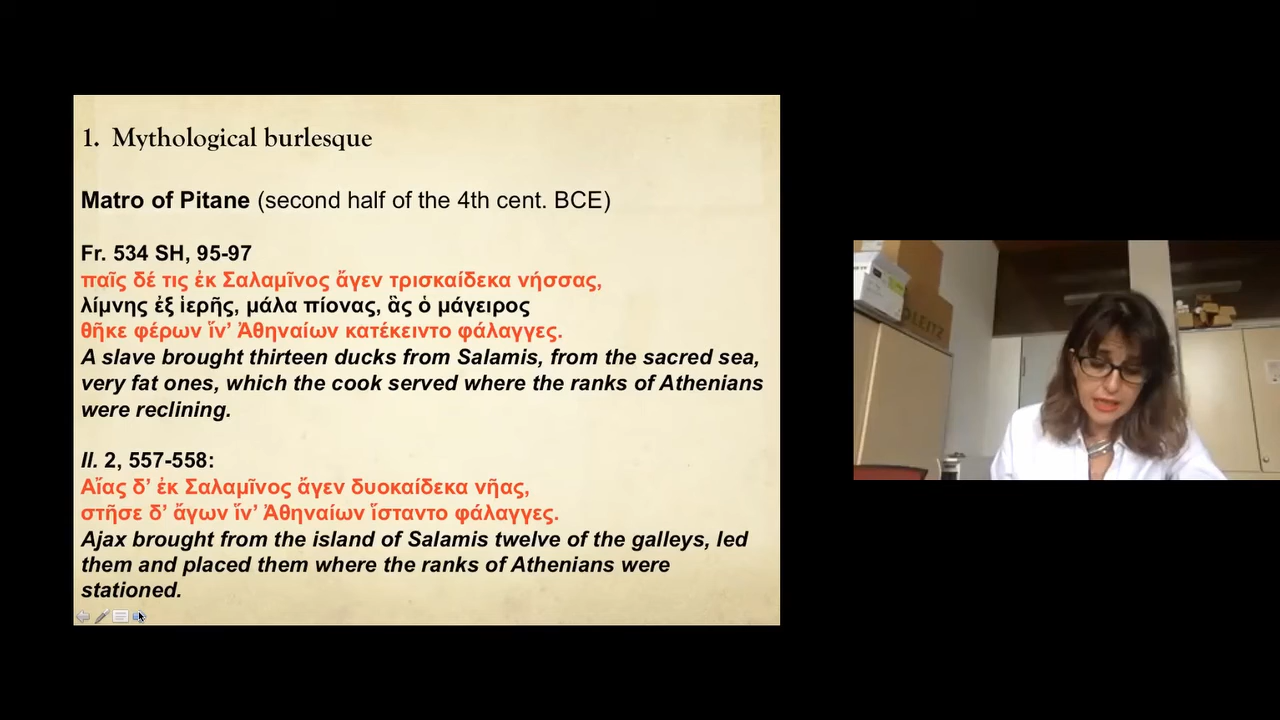 1. Mythological burlesque
Matro of Pitane (second half of the 4th cent. BCE)
Fr. 534 SH, 95-97
παῖς δέ τις ἐκ Σαλαμῖνος ἄγεν τρισκαίδεκα νήσσας,
λίμνης ἐξ ἱερῆς, μάλα πίονας, ἃς ὁ μάγειρος
θῆκε φέρων ἵν’ Ἀθηναίων κατέκειντο φάλαγγες.
A slave brought thirteen ducks from Salamis, from the sacred sea,
very fat ones, which the cook served where the ranks of Athenians
were reclining.
Il. 2, 557-558:
Αἴας δ’ ἐκ Σαλαμῖνος ἄγεν δυοκαίδεκα νῆας,
στῆσε δ’ ἄγων ἵν’ Ἀθηναίων ἵσταντο φάλαγγες.
Ajax brought from the island of Salamis twelve of the galleys, led
them and placed them where the ranks of Athenians were
stationed.